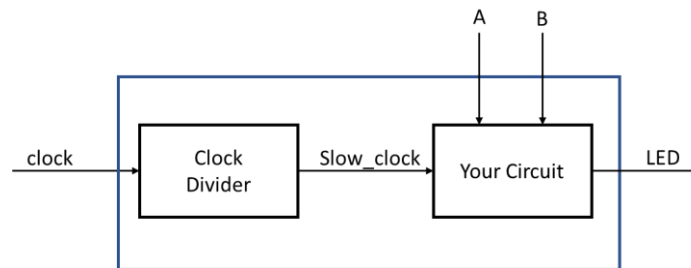 A
B
clock
Clock
Divider
Slow_clock
Your Circuit
LED